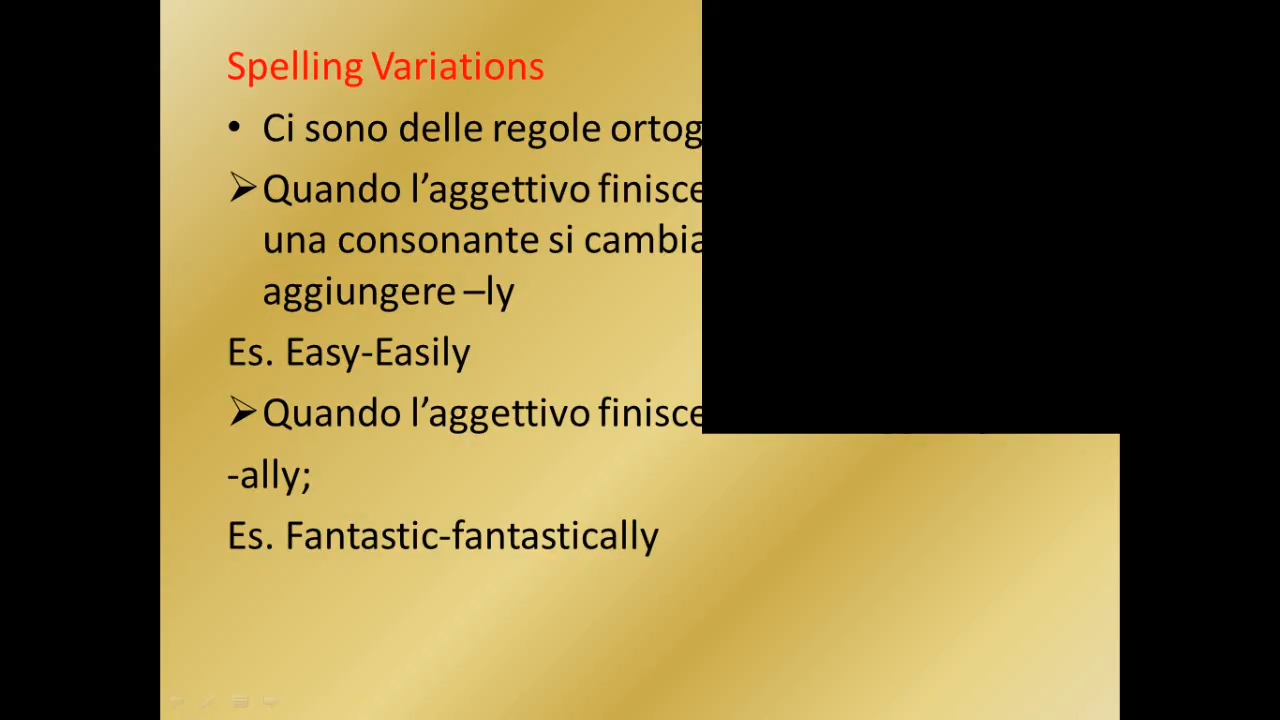 Spelling Variations
• Ci sono delle regole
➢Quando l’aggettivo finisce
una consonante si cambia
aggiungere –ly
Es. Easy-Easily
➢Quando l’aggettivo finisce
-ally;
Es. Fantastic-fantastically